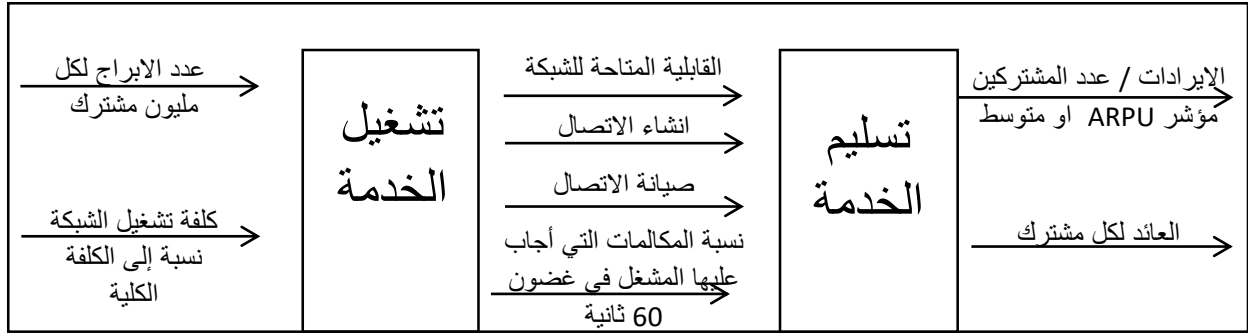 عدد الابراج لكل
مليون مشترك
كلفة تشغيل الشبكة
نسبة إلى الكلفة
الكلية
تشغيل
الخدمة
القابلية المتاحة للشبكة
انشاء الاتصال
صيانة الاتصال
نسبة المكالمات التي أجاب
عليها المشغل في غضون
60 ثانية
تسليم
الخدمة
الايرادات / عدد المشتركين
مؤشر ARPU او متوسط
العائد لكل مشترك